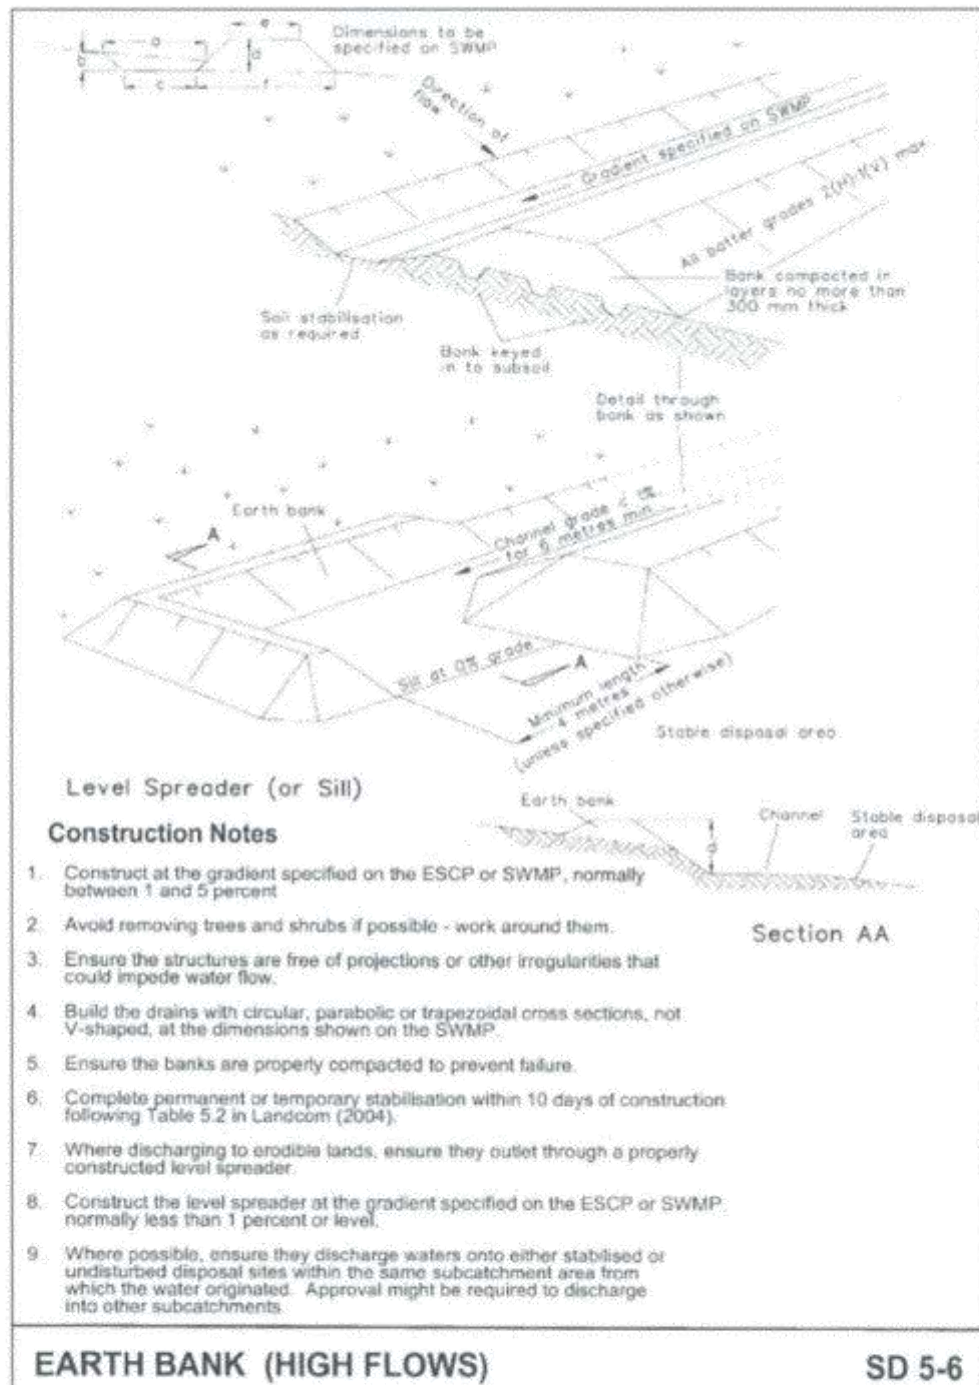 e
Dimensions to be
specified on SWMP
a
b
d
c
f
Direction of
flow
Gradient specified on SWMP
All batter grades 2(H):1(V) max
Bank compacted in
layers no more than
300 mm thick
Soil stabilisation
as required
Bank keyed
in to subsoil
Detail through
bank as shown
Earth bank
A
Channel grade < 1%
for 6 metres min
Sill at 0% grade
A
Minimum length
4 metres
(unless specified otherwise)
Stable disposal area
Level Spreader (or Sill)
Earth bank
Channel
Stable disposal
area
d
Section AA
Construction Notes
1. Construct at the gradient specified on the ESCP or SWMP, normally
between 1 and 5 percent
2. Avoid removing trees and shrubs if possible - work around them.
3. Ensure the structures are free of projections or other irregularities that
could impede water flow.
4. Build the drains with circular, parabolic or trapezoidal cross sections, not
V-shaped, at the dimensions shown on the SWMP.
5. Ensure the banks are properly compacted to prevent failure.
6. Complete permanent or temporary stabilisation within 10 days of construction
following Table 5.2 in Landcom (2004).
7. Where discharging to erodible lands, ensure they outlet through a properly
constructed level spreader.
8. Construct the level spreader at the gradient specified on the ESCP or SWMP
normally less than 1 percent or level.
9. Where possible, ensure they discharge waters onto either stabilised or
undisturbed disposal sites within the same subcatchment area from
which the water originated. Approval might be required to discharge
into other subcatchments
EARTH BANK (HIGH FLOWS)
SD 5-6